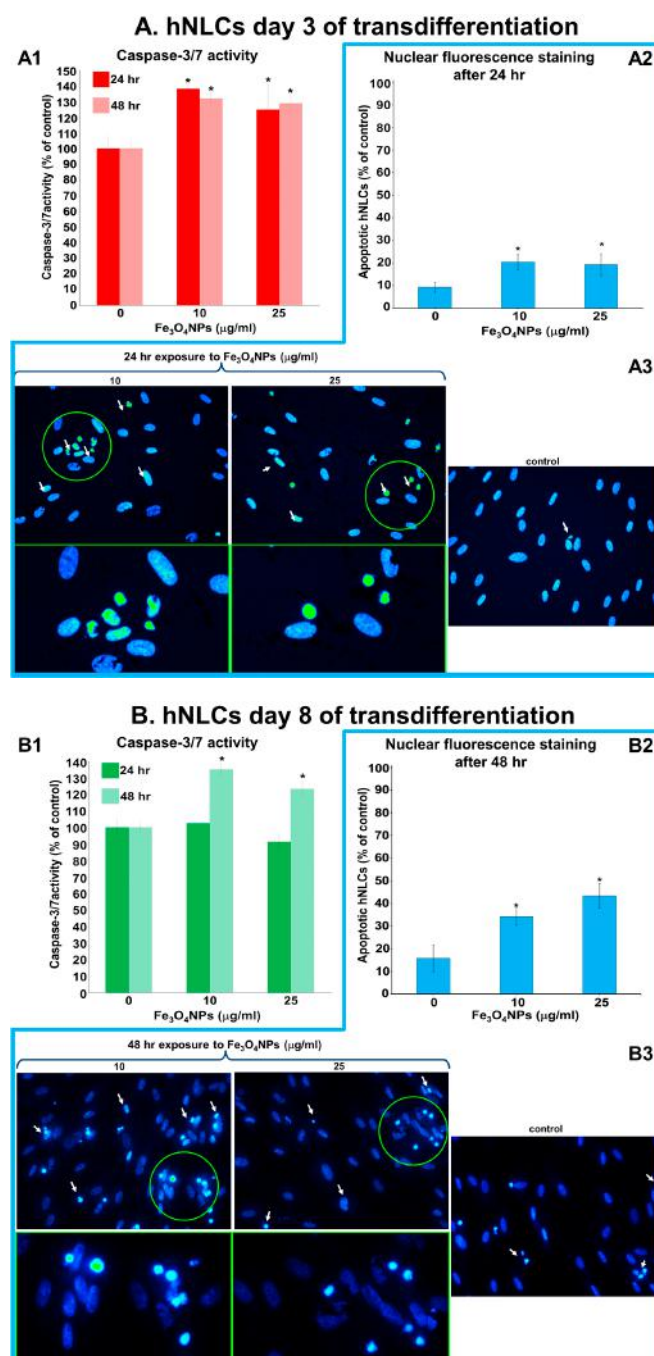 A. hNLCs day 3 of transdifferentiation
A1
Caspase-3/7 activity
Caspase-3/7activity (% of control)
150
140
130
120
110
100
90
80
70
60
50
40
30
20
10
0
24 hr
48 hr
* * * *
0 10 25
Fe₃O₄NPs (μg/ml)
Nuclear fluorescence staining
after 24 hr
A2
Apoptotic hNLCs (% of control)
100
90
80
70
60
50
40
30
20
10
0
* *
0 10 25
Fe₃O₄NPs (μg/ml)
24 hr exposure to Fe₃O₄NPs (μg/ml)
A3
10 25
control
B. hNLCs day 8 of transdifferentiation
B1
Caspase-3/7 activity
Caspase-3/7activity (% of control)
140
130
120
110
100
90
80
70
60
50
40
30
20
10
0
24 hr
48 hr
* *
0 10 25
Fe₃O₄NPs (μg/ml)
Nuclear fluorescence staining
after 48 hr
B2
Apoptotic hNLCs (% of control)
100
90
80
70
60
50
40
30
20
10
0
* *
0 10 25
Fe₃O₄NPs (μg/ml)
48 hr exposure to Fe₃O₄NPs (μg/ml)
B3
10 25
control